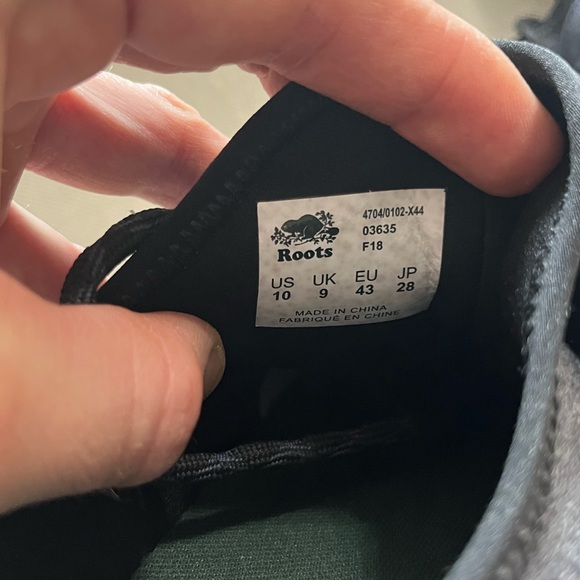 4704/0102-X44
03635
F18
Roots
US UK EU JP
10 9 43 28
MADE IN CHINA
FABRIQUÉ EN CHINE